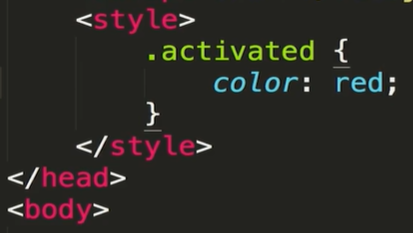 <style>
.activated {
color: red;
}
</style>
</head>
<body>